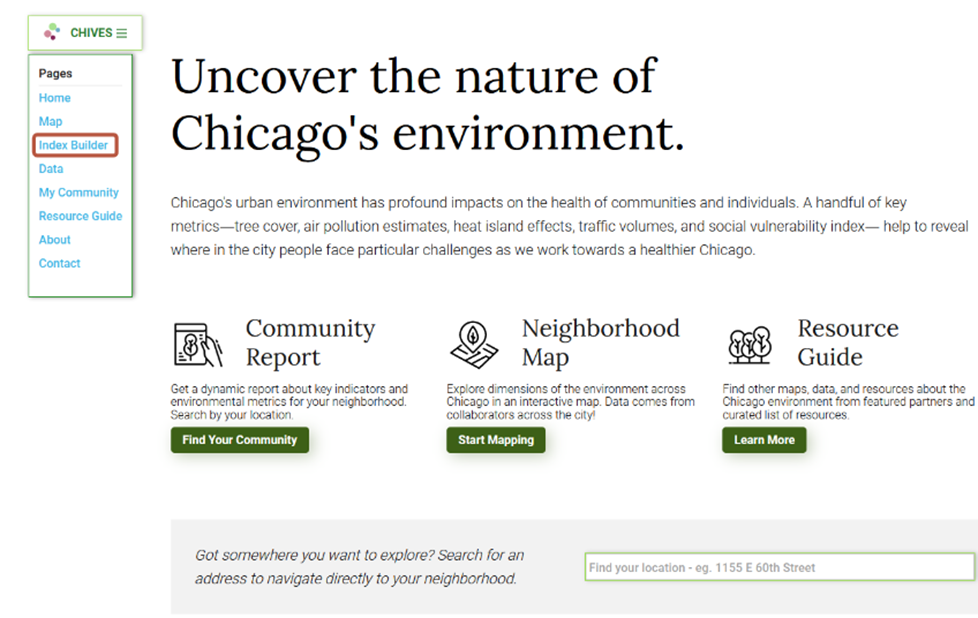 CHIVES
Pages
Home
Map
Index Builder
Data
My Community
Resource Guide
About
Contact
Uncover the nature of
Chicago's environment.
Chicago's urban environment has profound impacts on the health of communities and individuals. A handful of key
metrics—tree cover, air pollution estimates, heat island effects, traffic volumes, and social vulnerability index— help to reveal
where in the city people face particular challenges as we work towards a healthier Chicago.
Community
Report
Get a dynamic report about key indicators and
environmental metrics for your neighborhood.
Search by your location.
Find Your Community
Neighborhood
Map
Explore dimensions of the environment across
Chicago in an interactive map. Data comes from
collaborators across the city!
Start Mapping
Resource
Guide
Find other maps, data, and resources about the
Chicago environment from featured partners and
curated list of resources.
Learn More
Got somewhere you want to explore? Search for an
address to navigate directly to your neighborhood.
Find your location - eg. 1155 E 60th Street